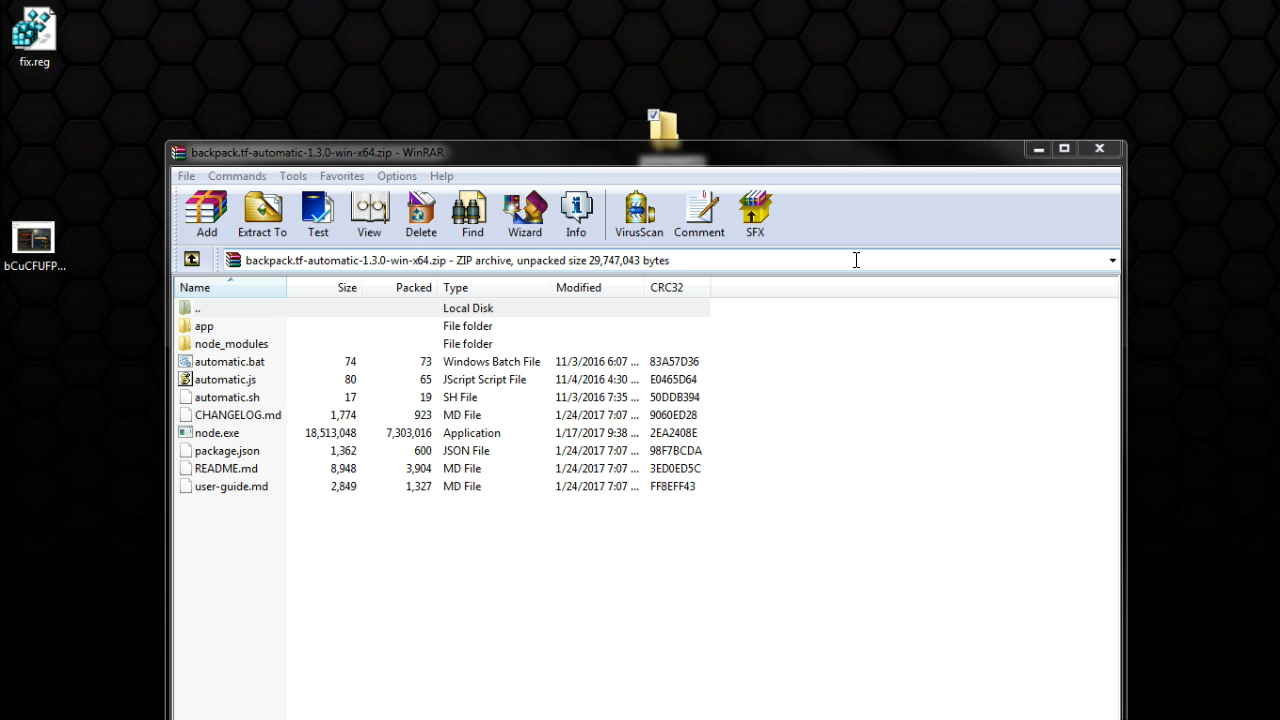 fix.reg
bCuCFUFP...
backpack.tf-automatic-1.3.0-win-x64.zip - WinRAR
File Commands Tools Favorites Options Help
Add Extract To Test View Delete Find Wizard Info VirusScan Comment SFX
backpack.tf-automatic-1.3.0-win-x64.zip - ZIP archive, unpacked size 29,747,043 bytes
Name Size Packed Type Modified CRC32
.. Local Disk
app File folder
node_modules File folder
automatic.bat 74 73 Windows Batch File 11/3/2016 6:07 ... 83A57D36
automatic.js 80 65 JScript Script File 11/4/2016 4:30 ... E0465D64
automatic.sh 17 19 SH File 11/3/2016 7:35 ... 50DDB394
CHANGELOG.md 1,774 923 MD File 1/24/2017 7:07 ... 9060ED28
node.exe 18,513,048 7,303,016 Application 1/17/2017 9:38 ... 2EA2408E
package.json 1,362 600 JSON File 1/24/2017 7:07 ... 98F7BCDA
README.md 8,948 3,904 MD File 1/24/2017 7:07 ... 3ED0ED5C
user-guide.md 2,849 1,327 MD File 1/24/2017 7:07 ... FF8EFF43